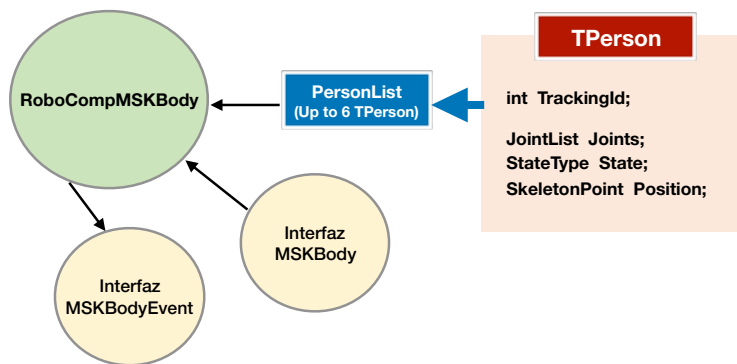 TPerson
RoboCompMSKBody
PersonList
(Up to 6 TPerson)
int TrackingId;
JointList Joints;
StateType State;
SkeletonPoint Position;
Interfaz
MSKBody
Interfaz
MSKBodyEvent